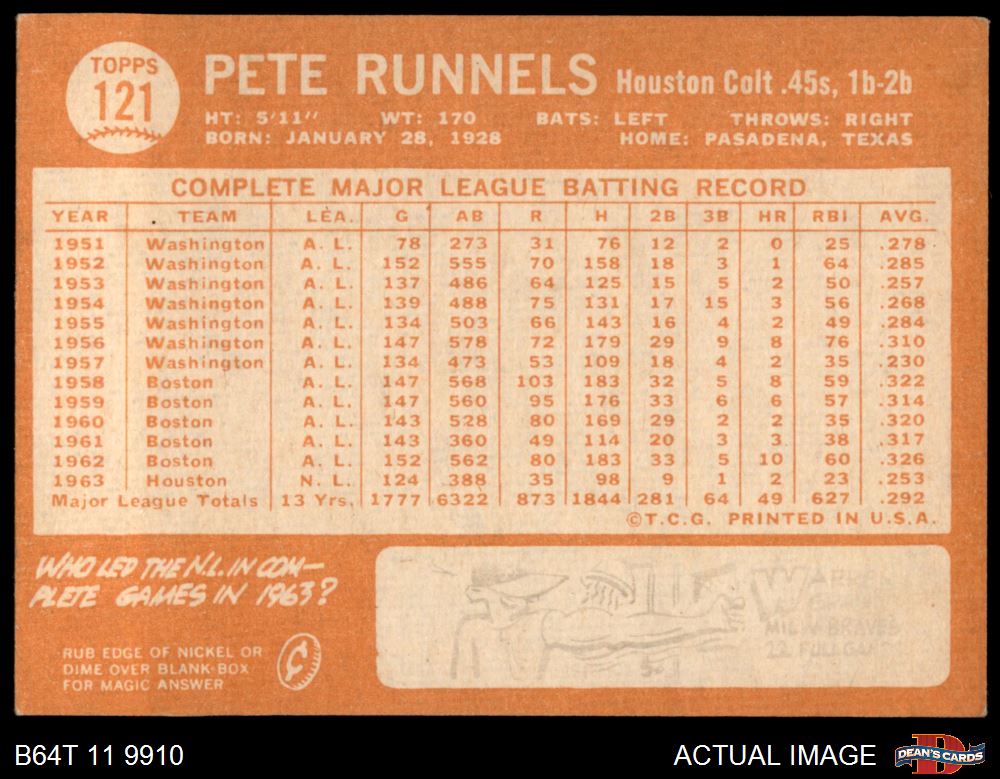 TOPPS
121
PETE RUNNELS Houston Colt .45s, 1b-2b
HT: 5'11" WT: 170 BATS: LEFT THROWS: RIGHT
BORN: JANUARY 28, 1928 HOME: PASADENA, TEXAS
COMPLETE MAJOR LEAGUE BATTING RECORD
YEAR TEAM LEA. G AB R H 2B 3B HR RBI AVG.
1951 Washington A. L. 78 273 31 76 12 2 0 25 .278
1952 Washington A. L. 152 555 70 158 18 3 1 64 .285
1953 Washington A. L. 137 486 64 125 15 5 2 50 .257
1954 Washington A. L. 139 488 75 131 17 15 3 56 .268
1955 Washington A. L. 134 503 66 143 16 4 2 49 .284
1956 Washington A. L. 147 578 72 179 29 9 8 76 .310
1957 Washington A. L. 134 473 53 109 18 4 2 35 .230
1958 Boston A. L. 147 568 103 183 32 5 8 59 .322
1959 Boston A. L. 147 560 95 176 33 6 6 57 .314
1960 Boston A. L. 143 528 80 169 29 2 2 35 .320
1961 Boston A. L. 143 360 49 114 20 3 3 38 .317
1962 Boston A. L. 152 562 80 183 33 5 10 60 .326
1963 Houston N. L. 124 388 35 98 9 1 2 23 .253
Major League Totals 13 Yrs. 1777 6322 873 1844 281 64 49 627 .292
©T.C.G. PRINTED IN U.S.A.
WHO LED THE N.L. IN COM-
PLETE GAMES IN 1963?
RUB EDGE OF NICKEL OR
DIME OVER BLANK-BOX
FOR MAGIC ANSWER
¢
BRAVES
22
B64T 11 9910 ACTUAL IMAGE DEAN'S CARDS